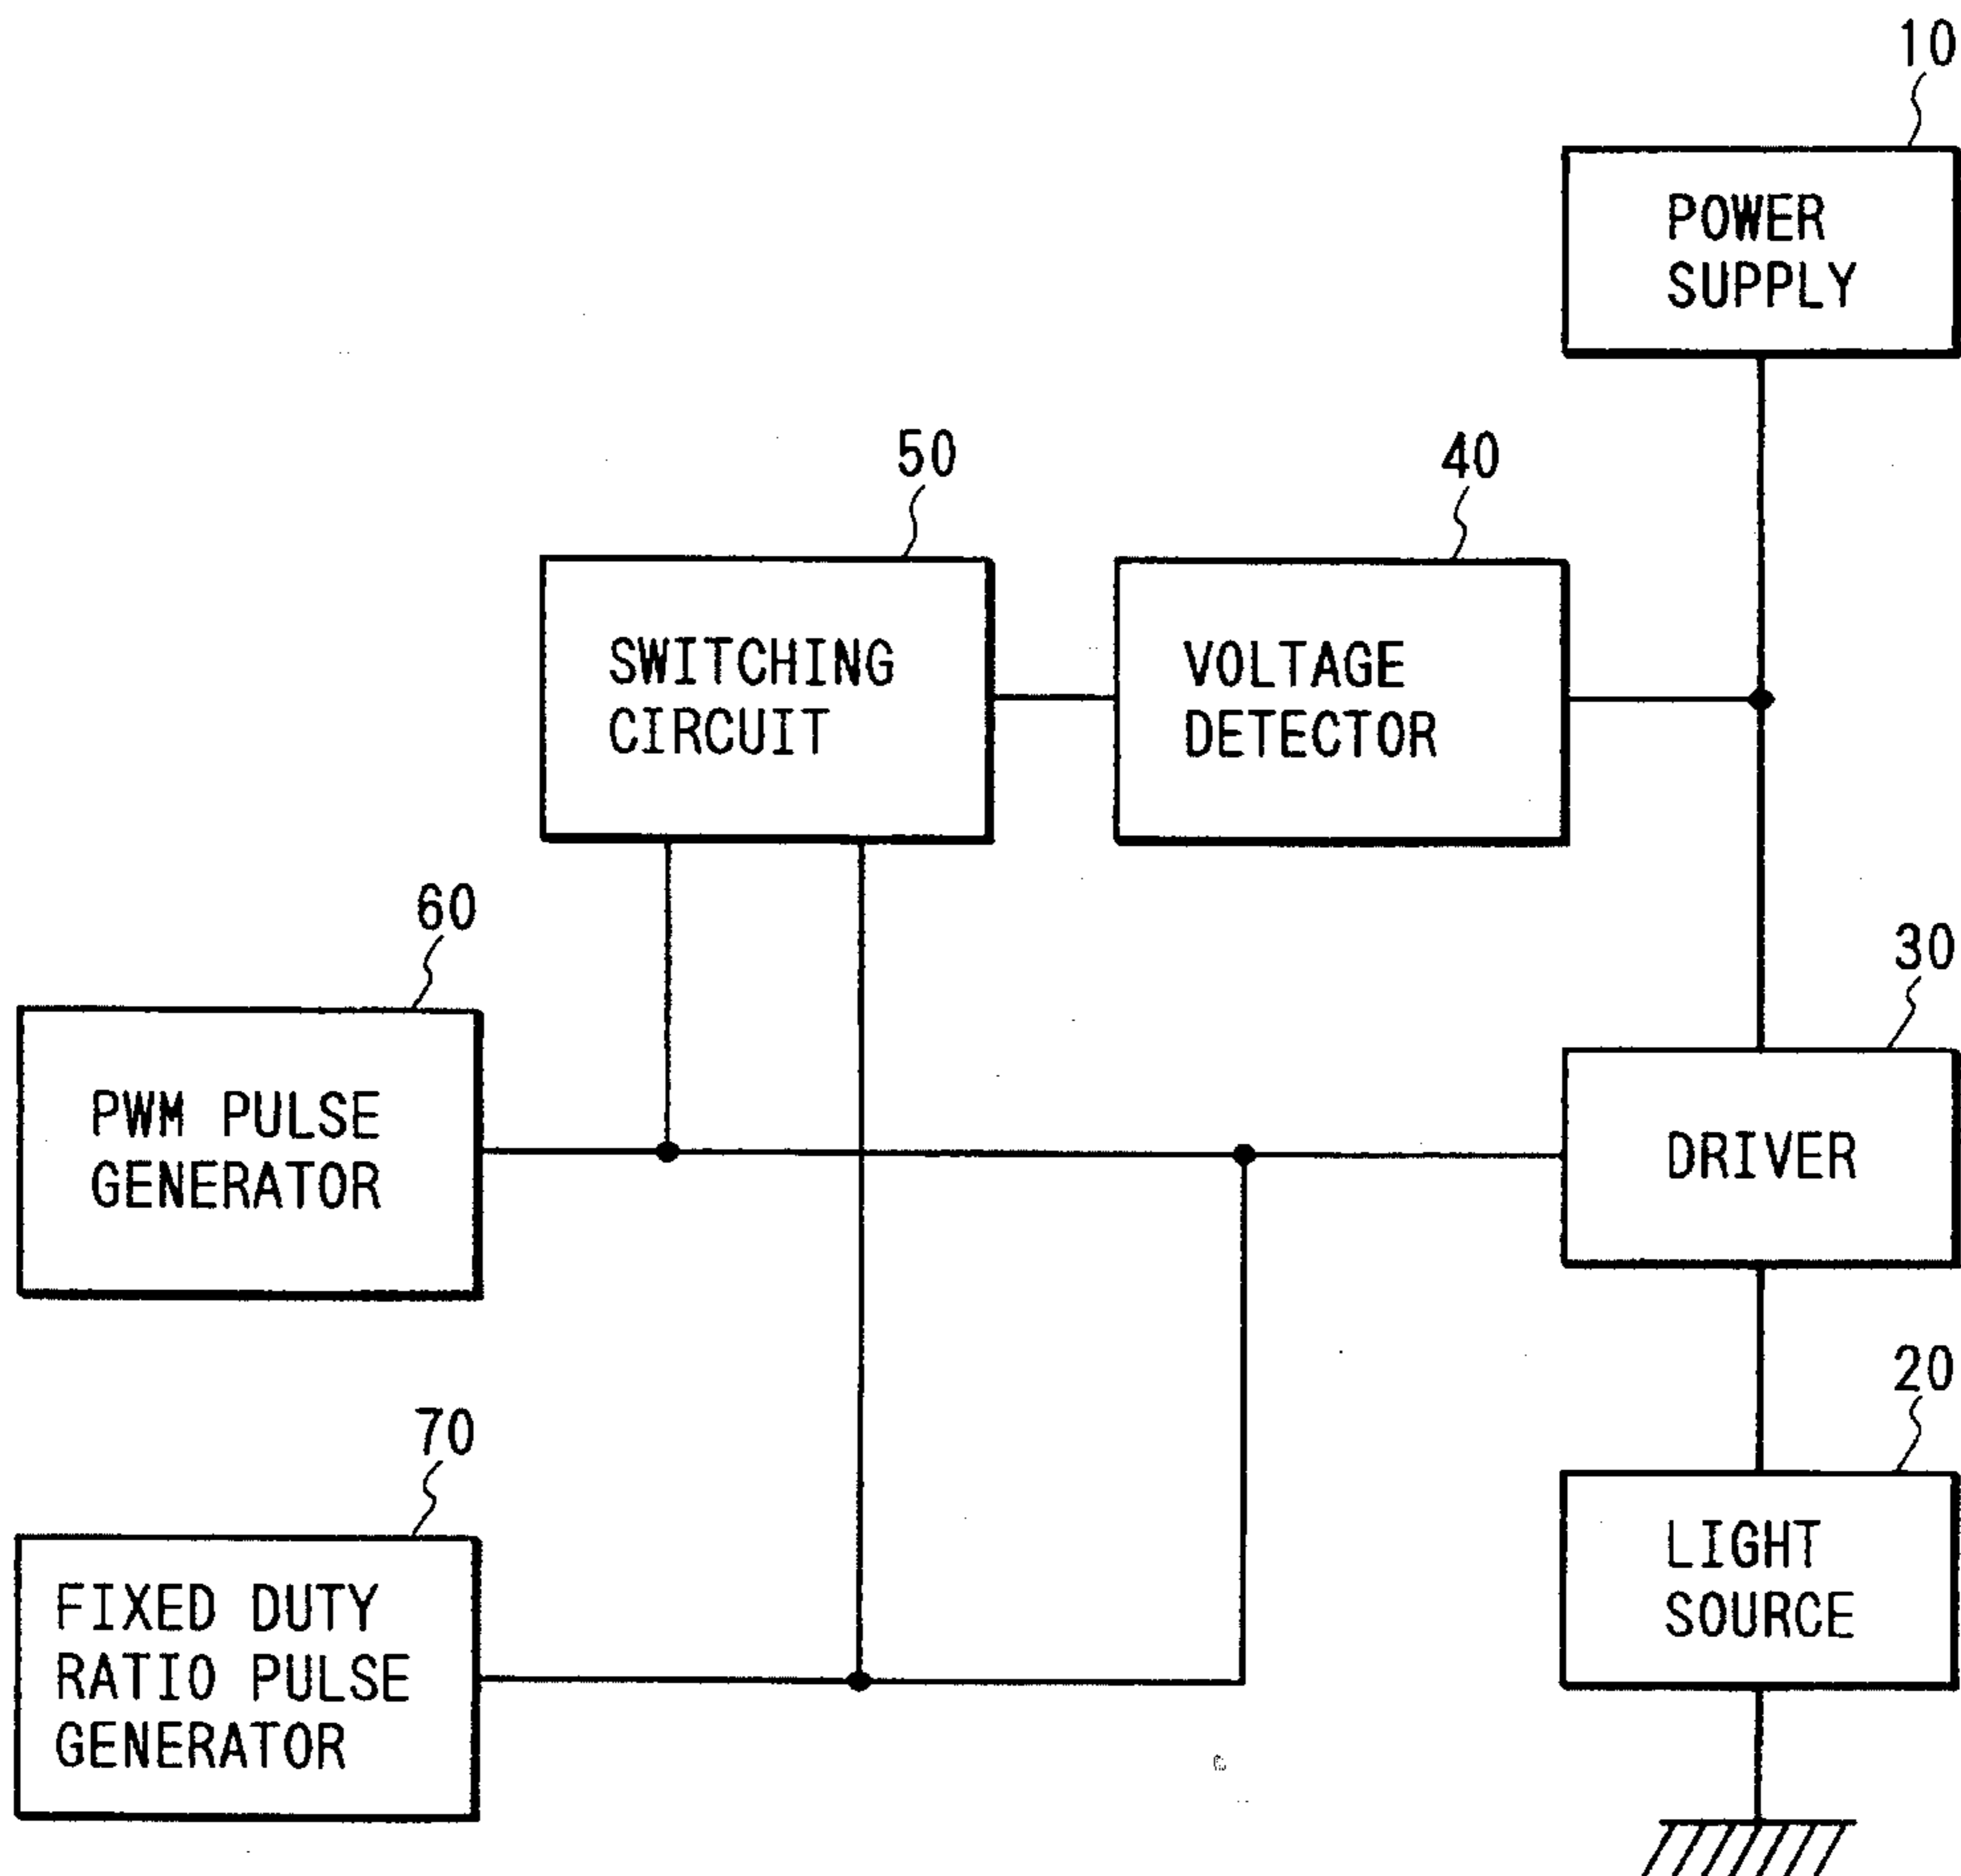 10
POWER
SUPPLY
50
40
SWITCHING
CIRCUIT
VOLTAGE
DETECTOR
60
30
PWM PULSE
GENERATOR
DRIVER
20
70
LIGHT
SOURCE
FIXED DUTY
RATIO PULSE
GENERATOR